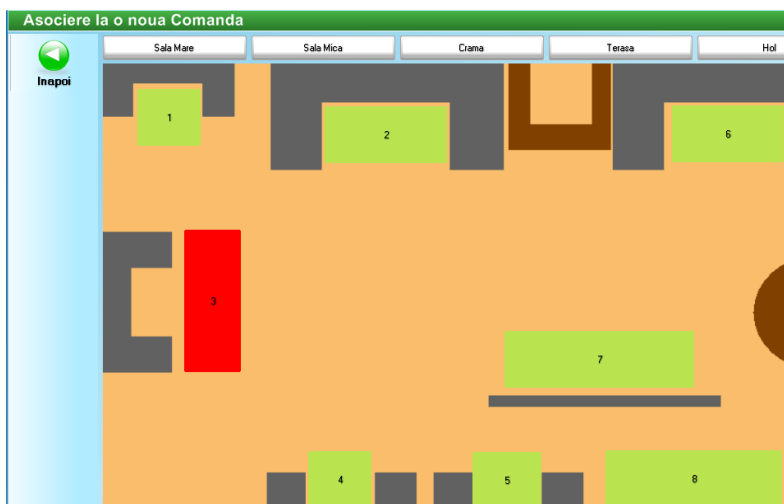 Asociere la o noua Comanda
Inapoi
Sala Mare
Sala Mica
Crama
Terasa
Hol
1
2
6
3
7
4
5
8